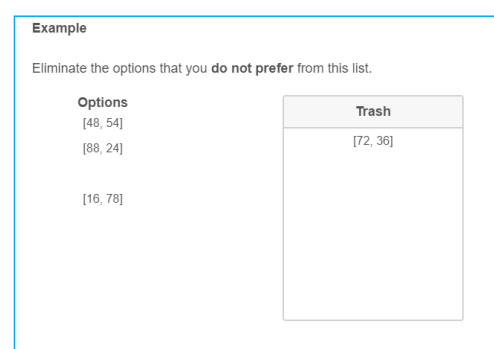 Example
Eliminate the options that you do not prefer from this list.
Options
[48, 54]
[88, 24]
[16, 78]
Trash
[72, 36]